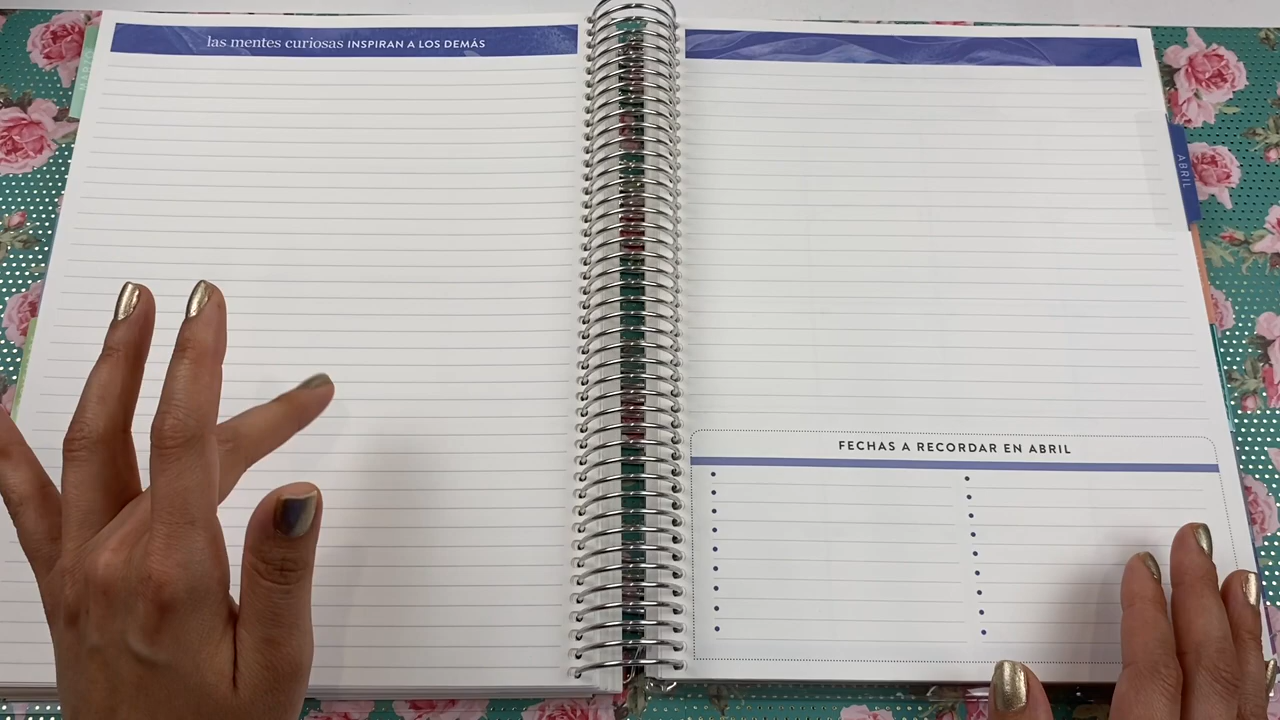 las mentes curiosas INSPIRAN A LOS DEMÁS
ABRIL
FECHAS A RECORDAR EN ABRIL